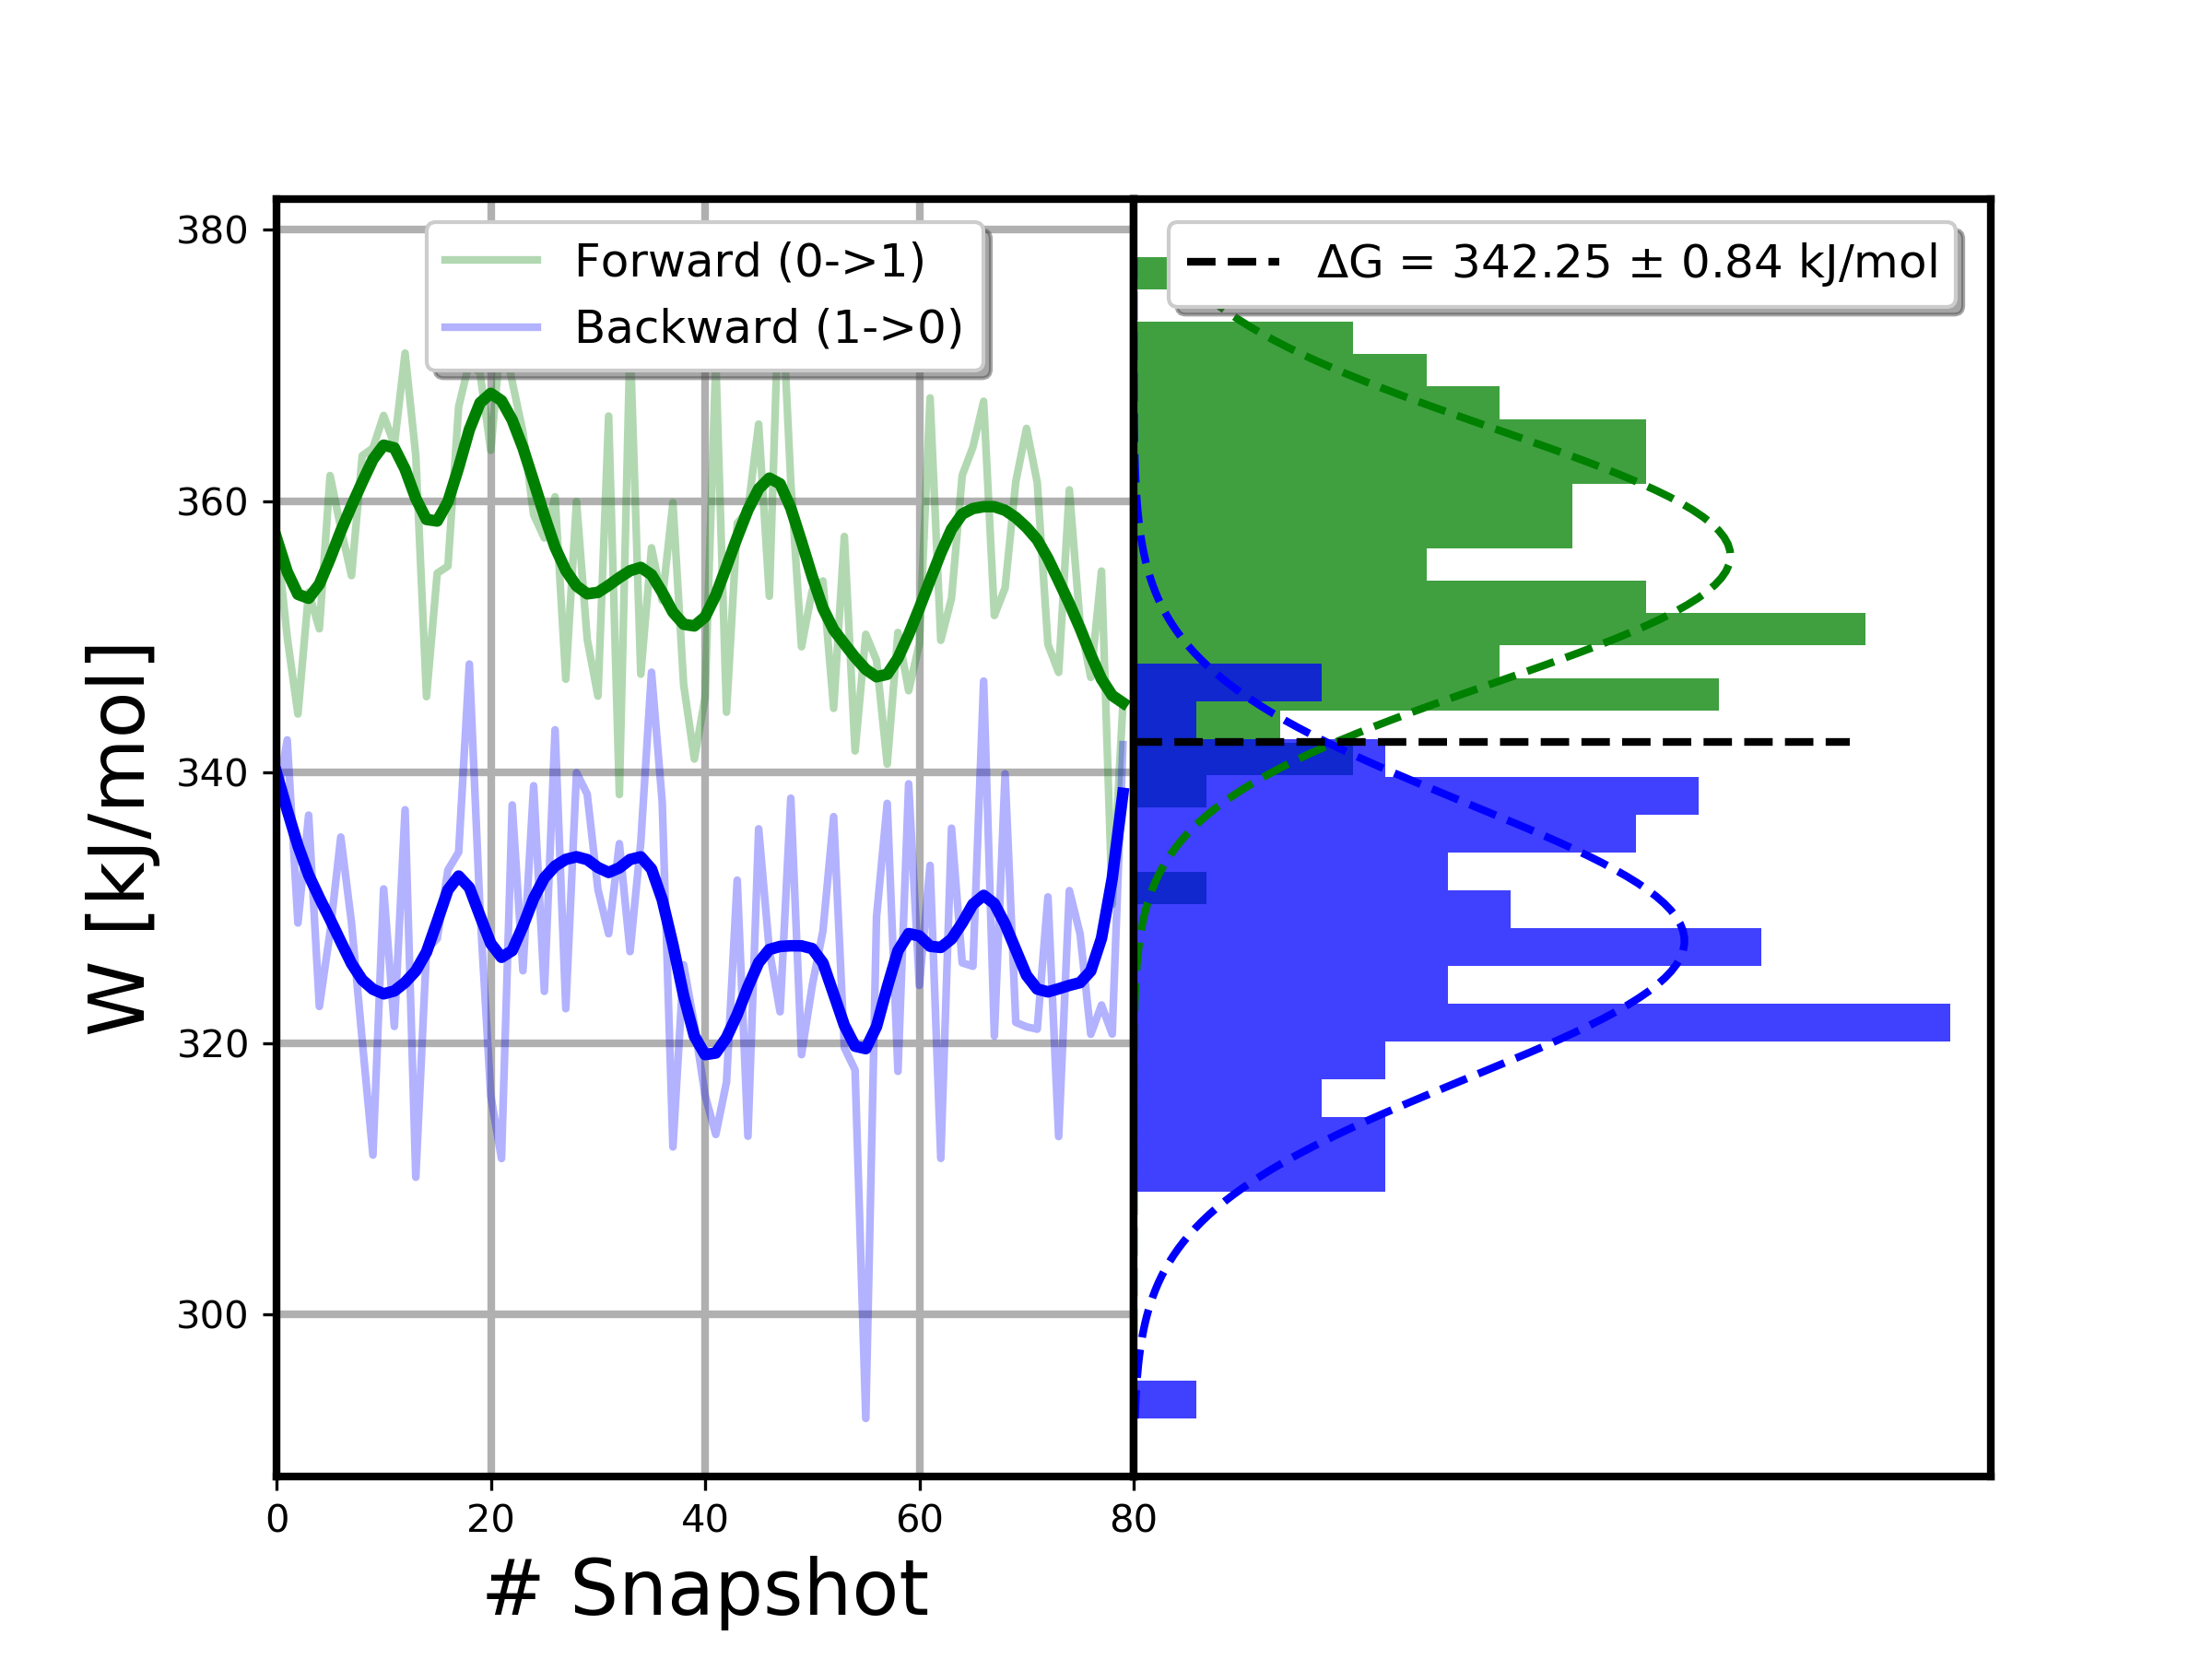 380
360
340
320
300
W [kJ/mol]
Forward (0->1)
Backward (1->0)
ΔG = 342.25 ± 0.84 kJ/mol
0 20 40 60 80
# Snapshot